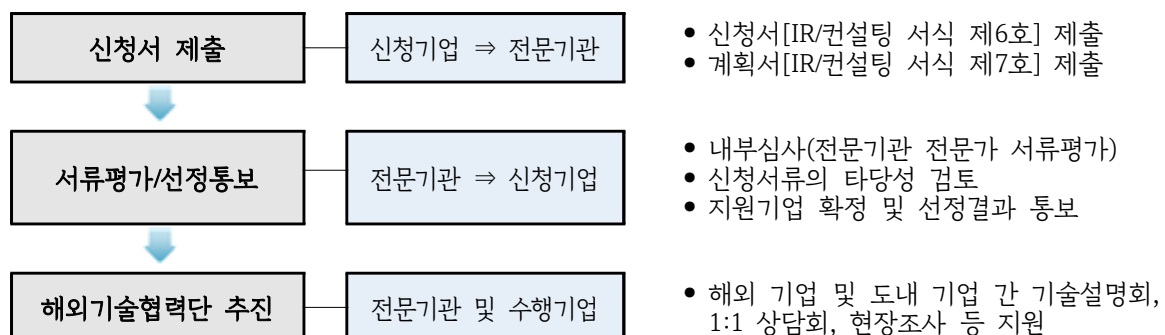 신청서 제출
신청기업 ⇒ 전문기관
• 신청서[IR/컨설팅 서식 제6호] 제출
• 계획서[IR/컨설팅 서식 제7호] 제출
서류평가/선정통보
전문기관 ⇒ 신청기업
• 내부심사(전문기관 전문가 서류평가)
• 신청서류의 타당성 검토
• 지원기업 확정 및 선정결과 통보
해외기술협력단 추진
전문기관 및 수행기업
• 해외 기업 및 도내 기업 간 기술설명회,
1:1 상담회, 현장조사 등 지원